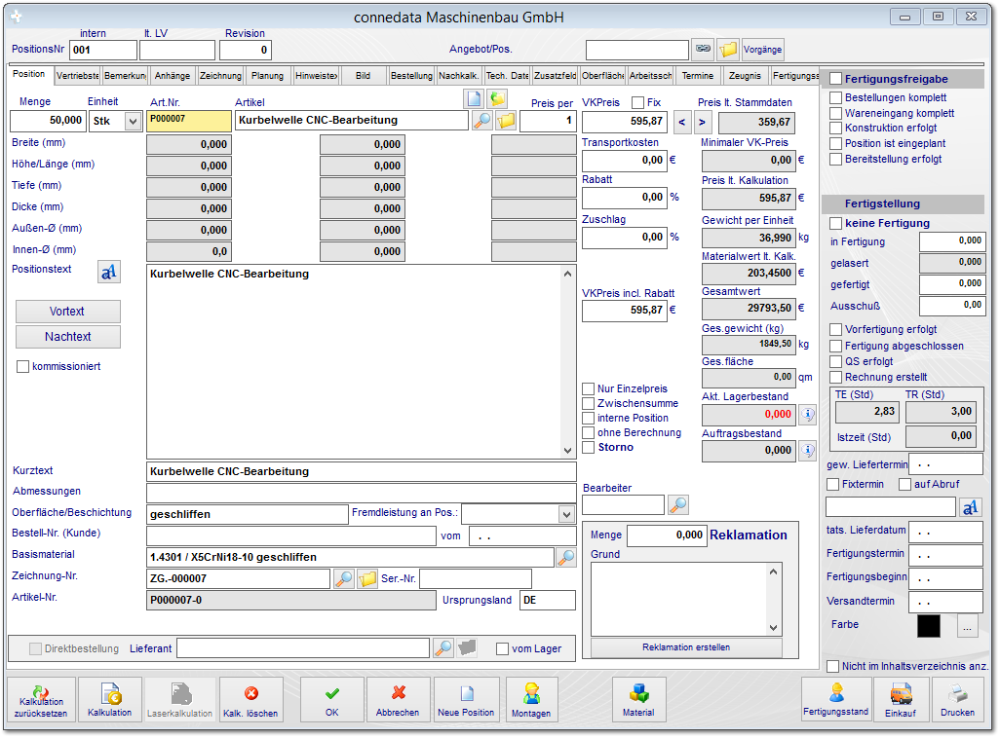 connedata Maschinenbau GmbH
intern lt. LV Revision
PositionsNr 001 0 Angebot/Pos. Vorgänge
Position Vertriebste Bemerkung Anhänge Zeichnung Planung Hinweistex Bild Bestellung Nachkalk. Tech. Date Zusatzfeld Oberfläche Arbeitssch Termine Zeugnis Fertigungss
Menge Einheit Art.Nr. Artikel Preis per VKPreis Fix Preis lt. Stammdaten
50,000 Stk P000007 Kurbelwelle CNC-Bearbeitung 1 595,87 < > 359,67
Breite (mm) 0,000 0,000
Höhe/Länge (mm) 0,000 0,000
Tiefe (mm) 0,000 0,000
Dicke (mm) 0,000 0,000
Außen-Ø (mm) 0,000 0,000
Innen-Ø (mm) 0,0 0,000
Transportkosten Minimaler VK-Preis
0,00 € 0,00 €
Rabatt Preis lt. Kalkulation
0,00 % 595,87 €
Zuschlag Gewicht per Einheit
0,00 % 36,990 kg
Materialwert lt. Kalk.
203,4500 €
VKPreis incl. Rabatt Gesamtwert
595,87 € 29793,50 €
Ges.gewicht (kg)
1849,50 kg
Ges.fläche
0,00 qm
Akt. Lagerbestand
0,000
Auftragsbestand
0,000
Positionstext aA Kurbelwelle CNC-Bearbeitung
Vortext
Nachtext
kommissioniert
Nur Einzelpreis
Zwischensumme
interne Position
ohne Berechnung
Storno
Kurztext Kurbelwelle CNC-Bearbeitung
Abmessungen
Oberfläche/Beschichtung geschliffen Fremdleistung an Pos.:
Bestell-Nr. (Kunde) vom . .
Basismaterial 1.4301 / X5CrNi18-10 geschliffen
Zeichnung-Nr. ZG.-000007 Ser.-Nr.
Artikel-Nr. P000007-0 Ursprungsland DE
Direktbestellung Lieferant vom Lager
Bearbeiter
Menge 0,000 Reklamation
Grund
Reklamation erstellen
Fertigungsfreigabe
Bestellungen komplett
Wareneingang komplett
Konstruktion erfolgt
Position ist eingeplant
Bereitstellung erfolgt
Fertigstellung
keine Fertigung
in Fertigung 0,000
gelasert 0,000
gefertigt 0,000
Ausschuß 0,00
Vorfertigung erfolgt
Fertigung abgeschlossen
QS erfolgt
Rechnung erstellt
TE (Std) TR (Std)
2,83 3,00
Istzeit (Std) 0,00
gew. Liefertermin . .
Fixtermin auf Abruf
aA
tats. Lieferdatum . .
Fertigungstermin . .
Fertigungsbeginn . .
Versandtermin . .
Farbe ...
Nicht im Inhaltsverzeichnis anz.
Kalkulation zurücksetzen Kalkulation Laserkalkulation Kalk. löschen OK Abbrechen Neue Position Montagen Material Fertigungsstand Einkauf Drucken